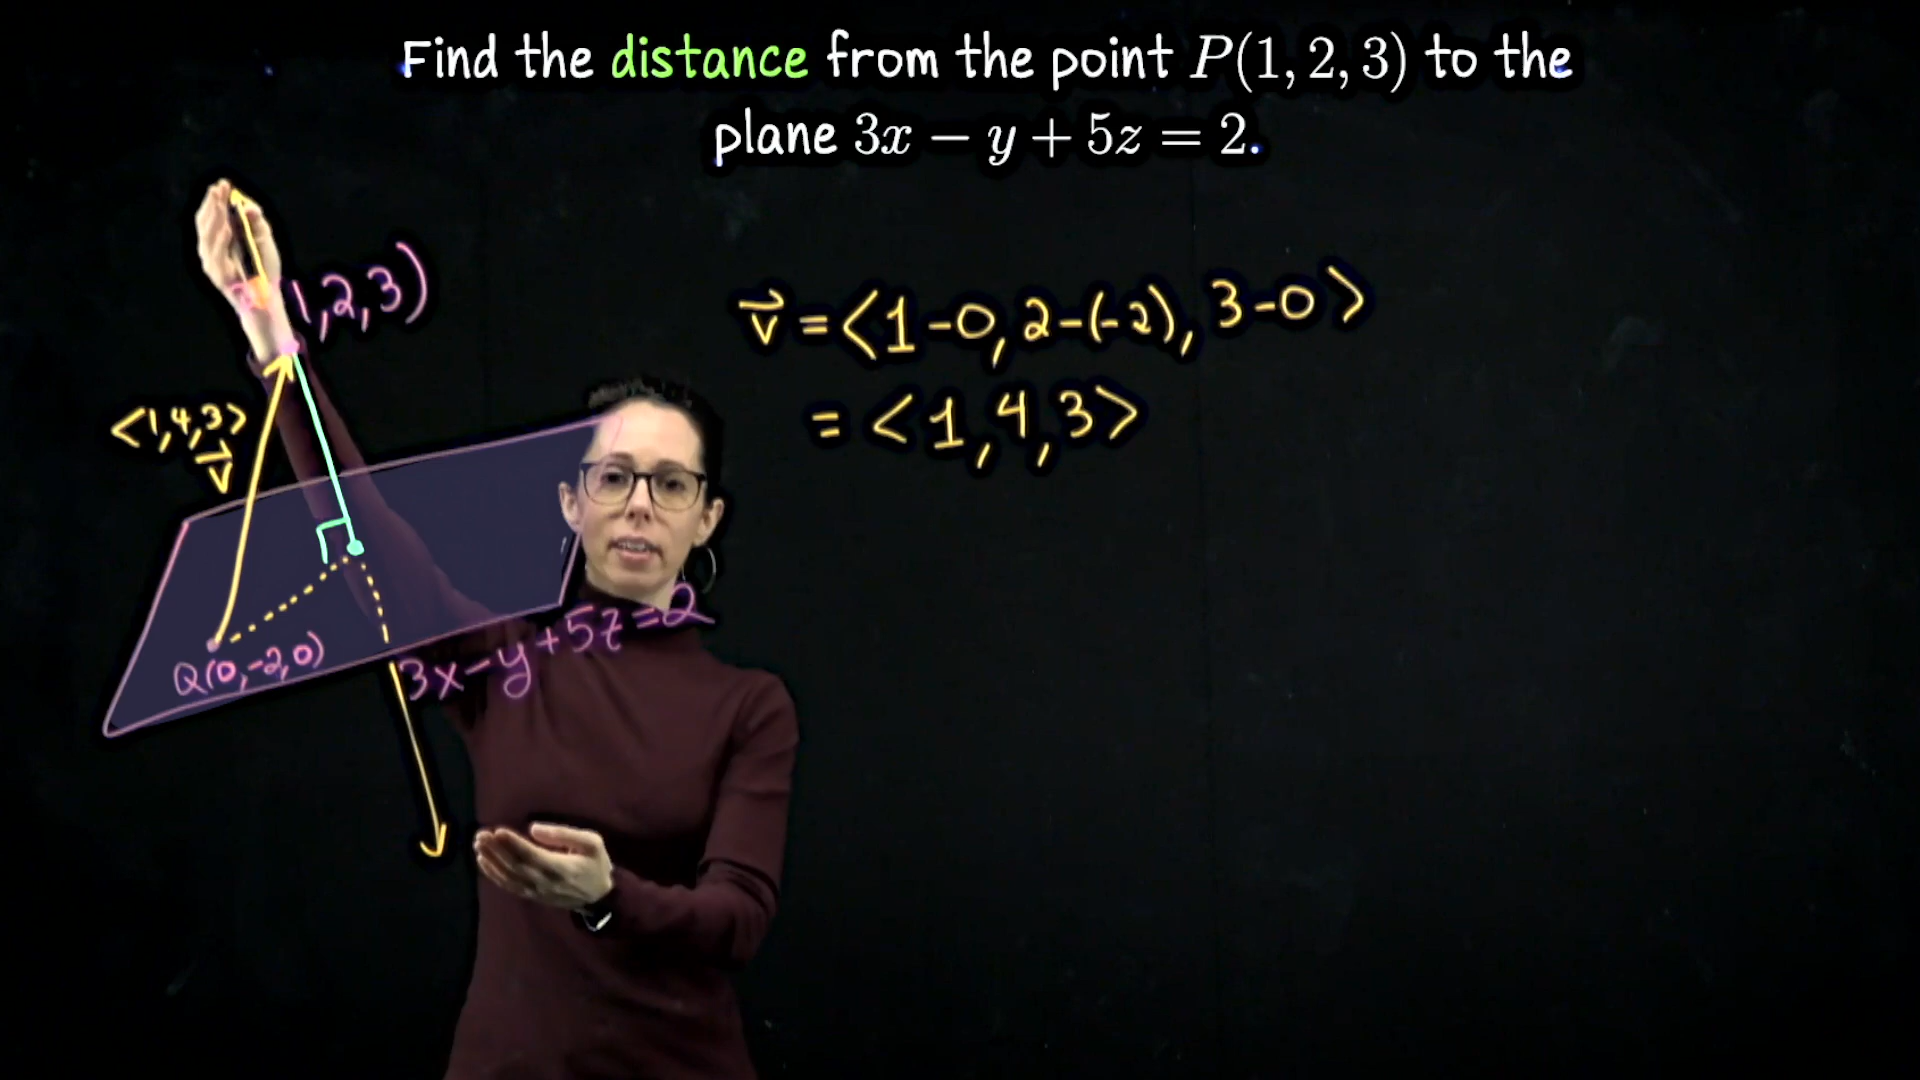 Find the distance from the point P(1, 2, 3) to the
plane 3x − y + 5z = 2.
1,2,3)
v⃗ = <1-0, 2-(-2), 3-0>
= <1,4,3>
<1,4,3>
v⃗
Q(0,-2,0)
3x-y+5z=2